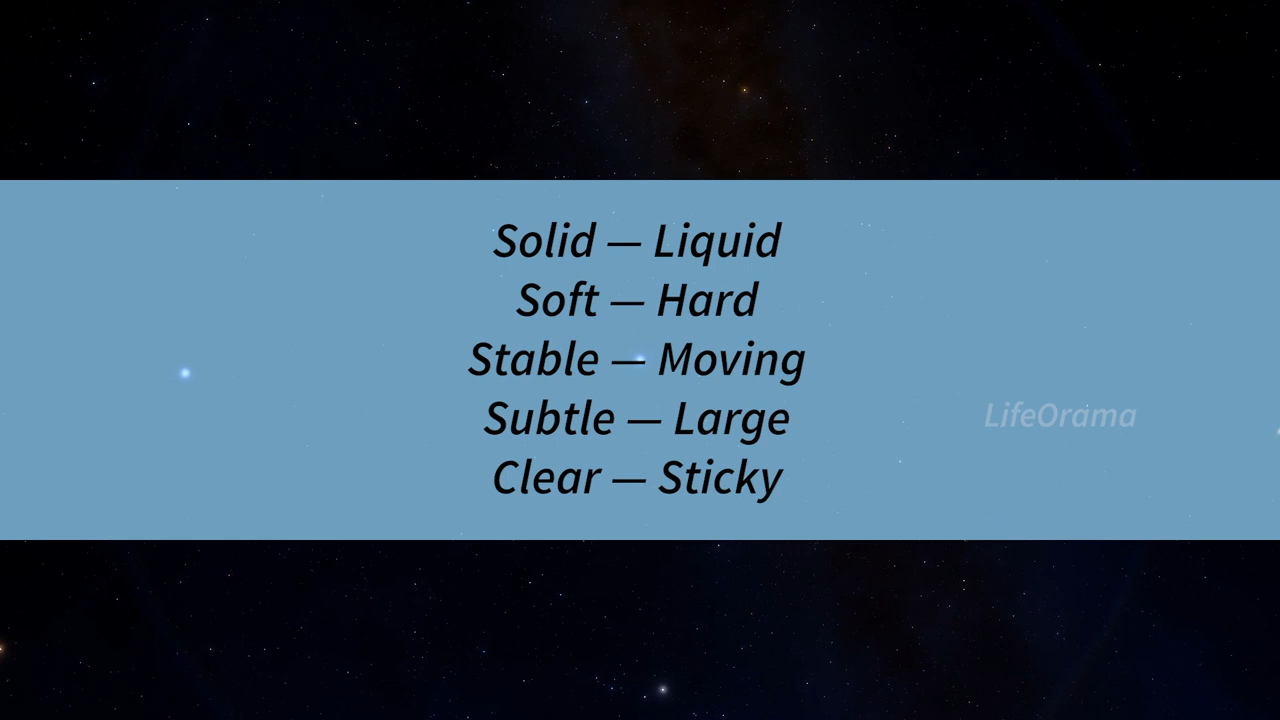 Solid — Liquid
Soft — Hard
Stable — Moving
Subtle — Large
LifeOrama
Clear — Sticky